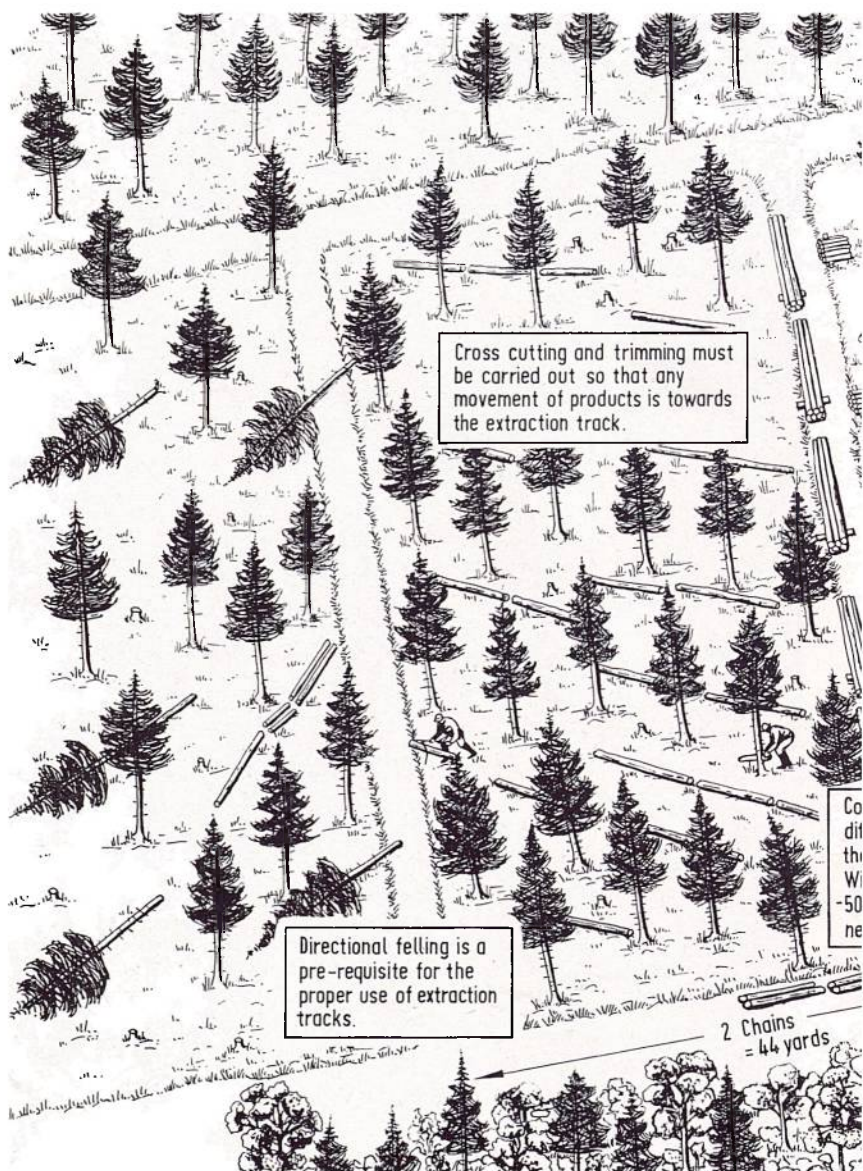 Cross cutting and trimming must
be carried out so that any
movement of products is towards
the extraction track.
Directional felling is a
pre-requisite for the
proper use of extraction
tracks.
2 Chains
= 44 yards
-50